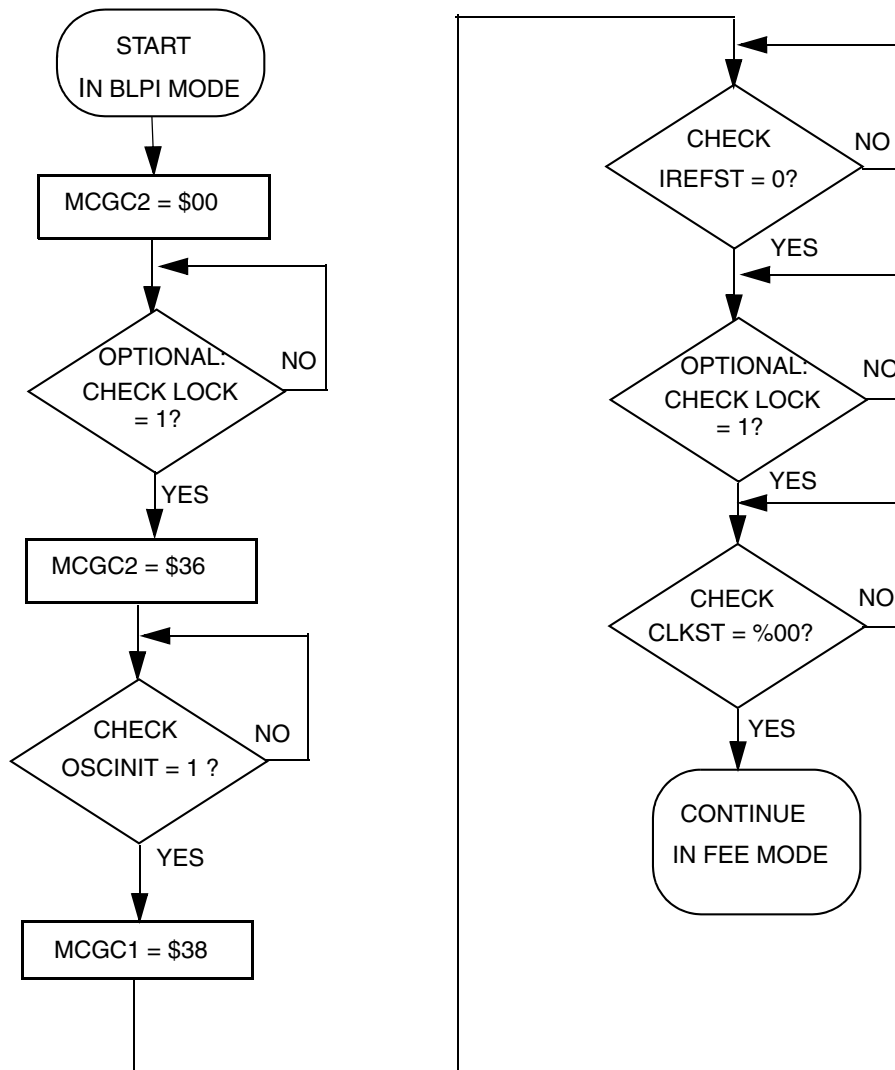 START
IN BLPI MODE
MCGC2 = $00
OPTIONAL:
CHECK LOCK
= 1?
NO
YES
MCGC2 = $36
CHECK
OSCINIT = 1 ?
NO
YES
MCGC1 = $38
CHECK
IREFST = 0?
NO
YES
OPTIONAL:
CHECK LOCK
= 1?
NO
YES
CHECK
CLKST = %00?
NO
YES
CONTINUE
IN FEE MODE